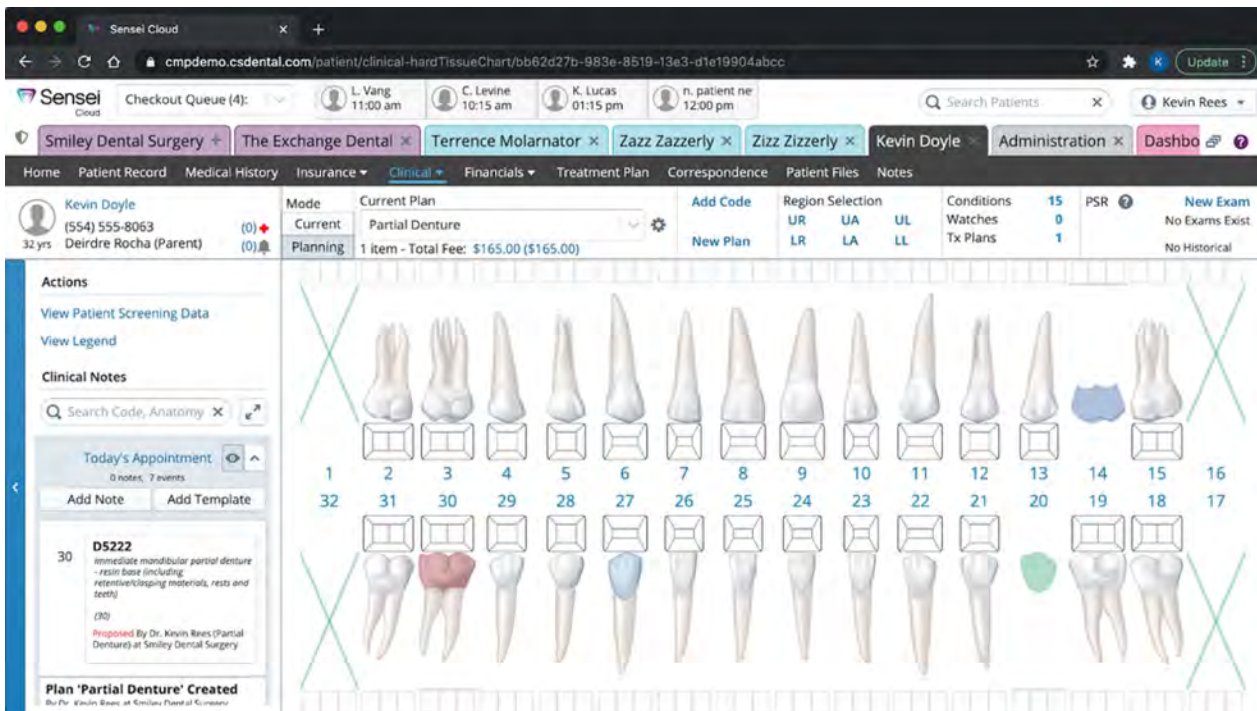 Sensei Cloud
cmpdemo.csdental.com/patient/clinical-hardTissueChart/bb62d27b-983e-8519-13e3-d1e19904abcc
K
Update
Sensei
Cloud
Checkout Queue (4):
L. Vang
11:00 am
C. Levine
10:15 am
K. Lucas
01:15 pm
n. patient ne
12:00 pm
Search Patients
Kevin Rees
Smiley Dental Surgery
The Exchange Dental
Terrence Molarnator
Zazz Zazzerly
Zizz Zizzerly
Kevin Doyle
Administration
Dashbo
Home Patient Record Medical History Insurance Clinical Financials Treatment Plan Correspondence Patient Files Notes
Kevin Doyle
(554) 555-8063
(0)
32 yrs Deirdre Rocha (Parent)
(0)
Mode
Current
Planning
Current Plan
Partial Denture
1 item - Total Fee: $165.00 ($165.00)
Add Code
New Plan
Region Selection
UR UA UL
LR LA LL
Conditions 15
Watches 0
Tx Plans 1
PSR
New Exam
No Exams Exist
No Historical
Actions
View Patient Screening Data
View Legend
Clinical Notes
Search Code, Anatomy
Today's Appointment
0 notes, 7 events
Add Note
Add Template
30
D5222
immediate mandibular partial denture
- resin base (including
retentive/clasping materials, rests and
teeth)
(30)
Proposed By Dr. Kevin Rees (Partial
Denture) at Smiley Dental Surgery
Plan 'Partial Denture' Created
By Dr. Kevin Rees at Smiley Dental Surgery
1 2 3 4 5 6 7 8 9 10 11 12 13 14 15 16
32 31 30 29 28 27 26 25 24 23 22 21 20 19 18 17